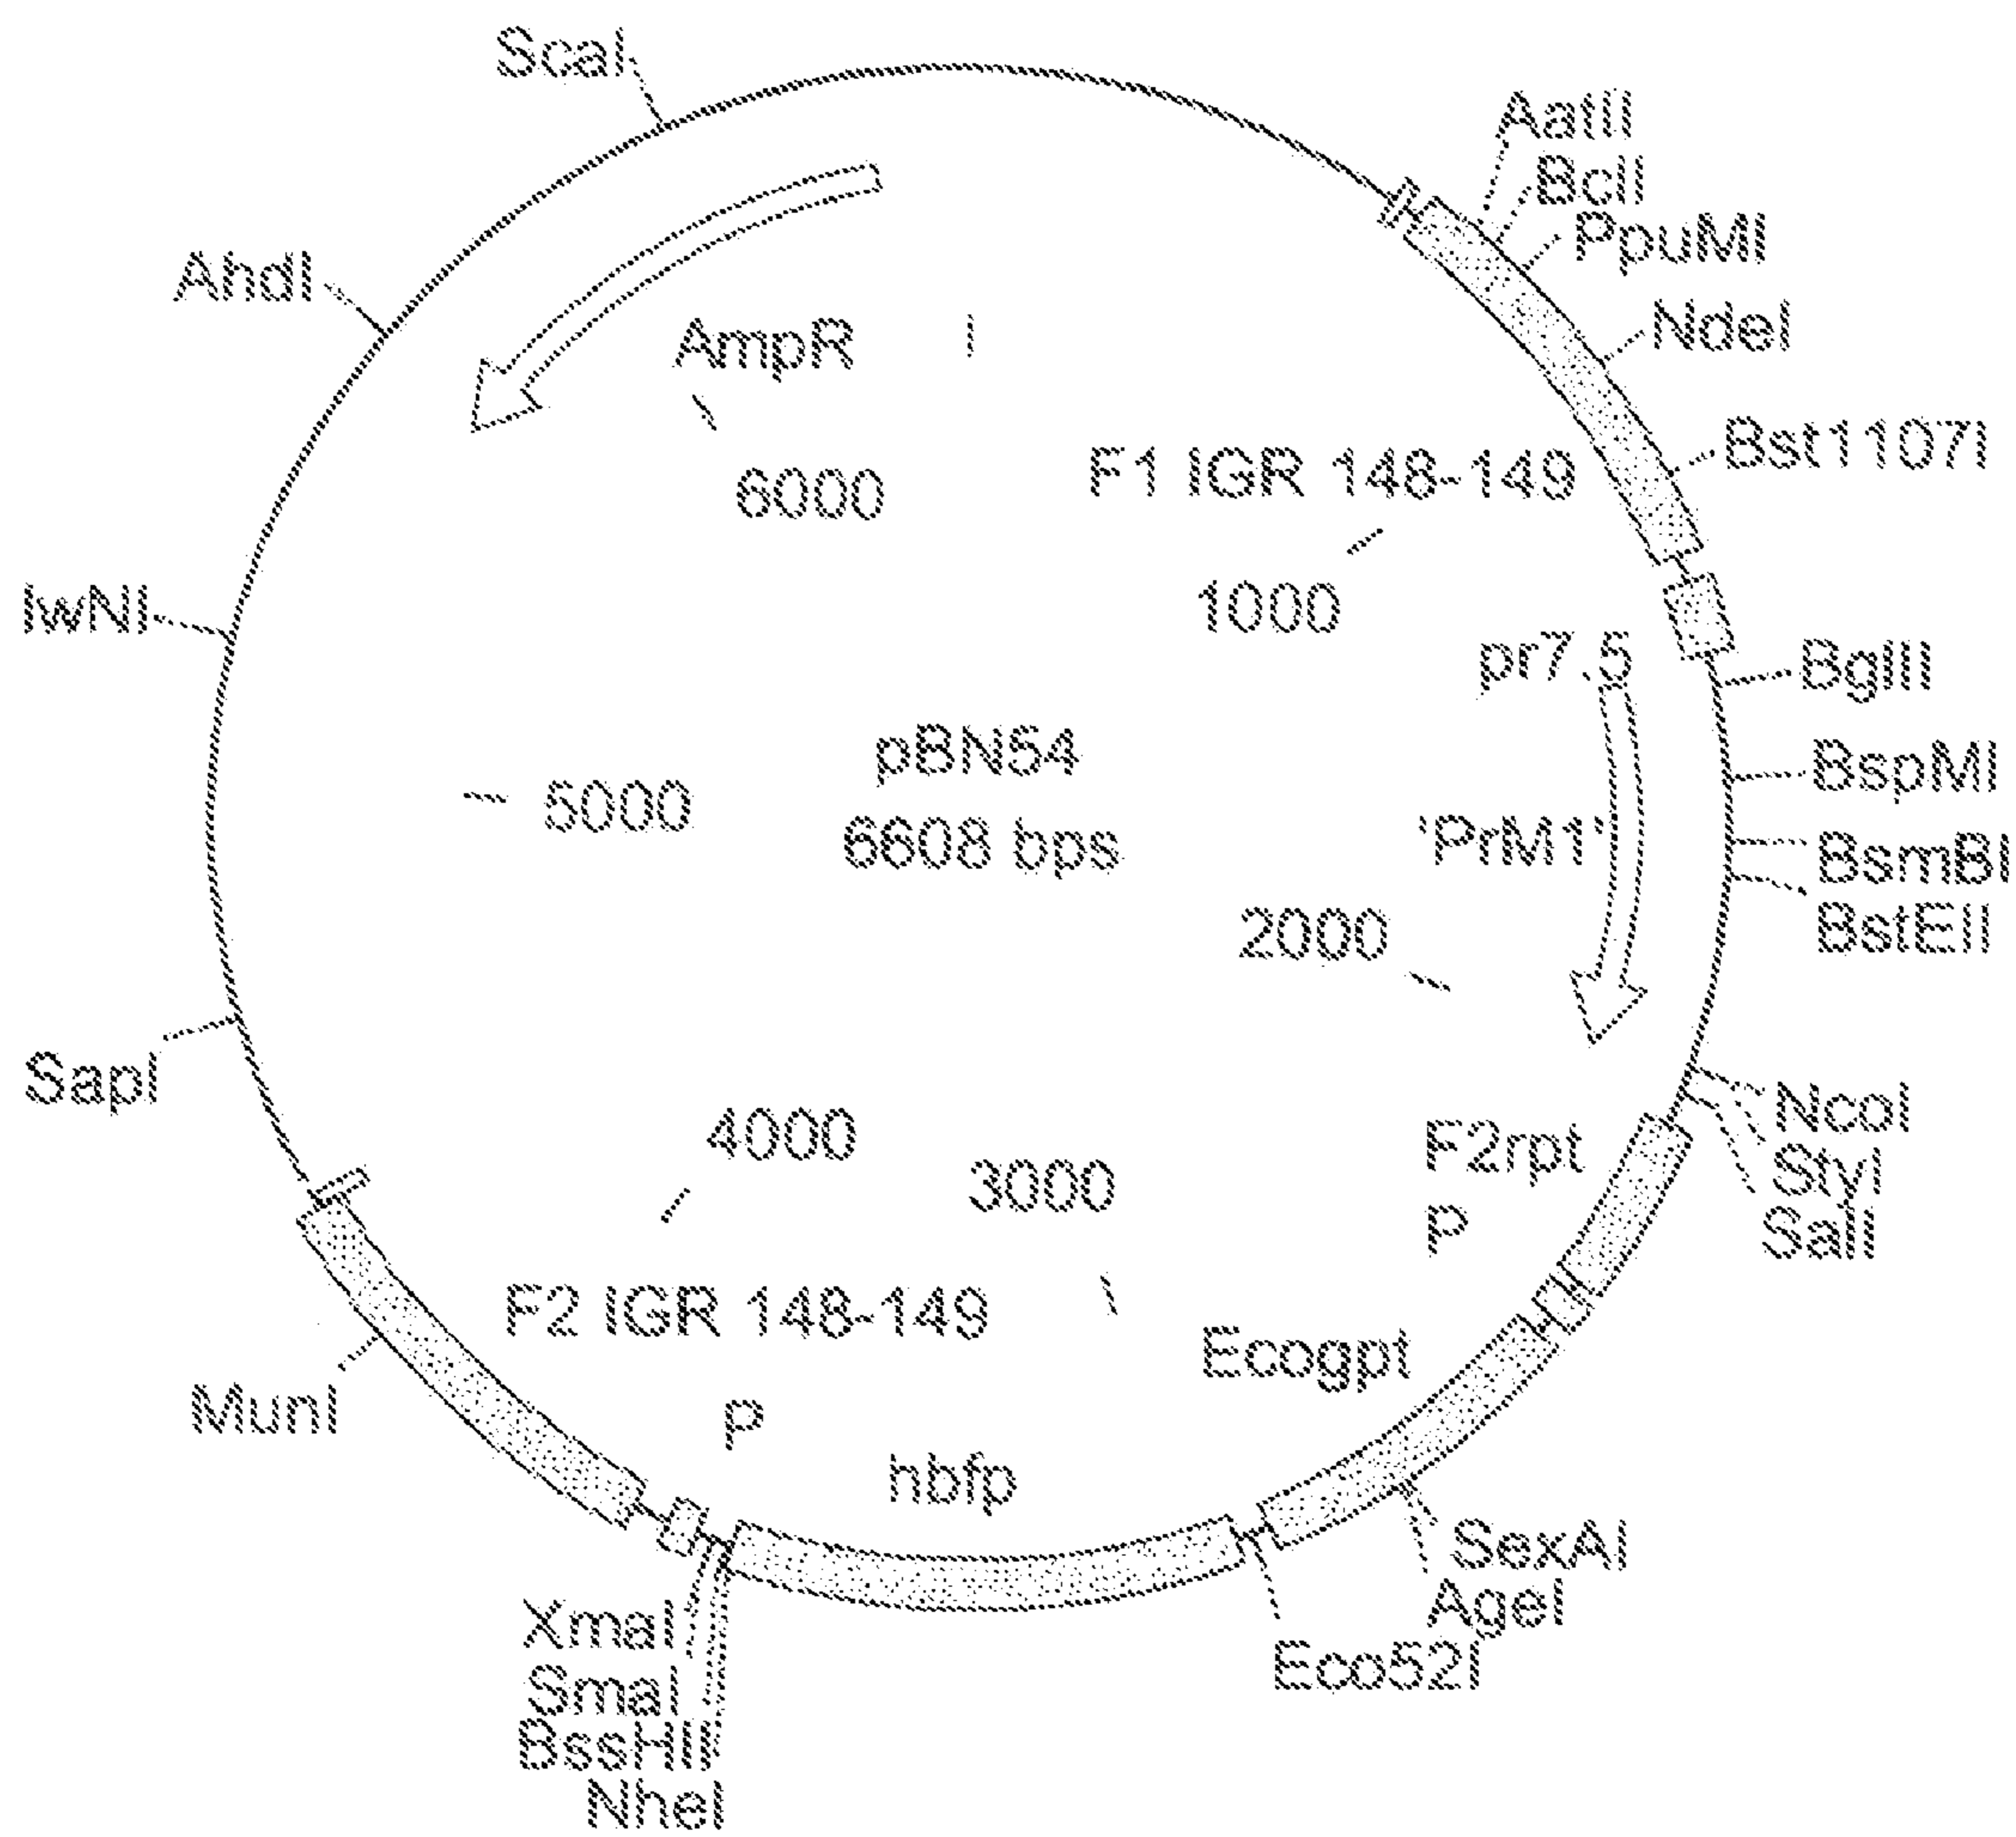 ScaI
AatII
BclI
PpuMI
AhdI
NdeI
AmpR
Bst1107I
F1 IGR 148-149
6000
1000
lwNI
pr7.5
BglII
pBN54
BspMI
5000
6608 bps
'PrM1'
BsmBI
BstEII
2000
SapI
NcoI
4000
F2rpt
StyI
3000
P
SalI
F2 IGR 148-149
Ecogpt
MunI
P
hbfp
SexAI
XmaI
AgeI
SmaI
Eco52I
BssHII
NheI